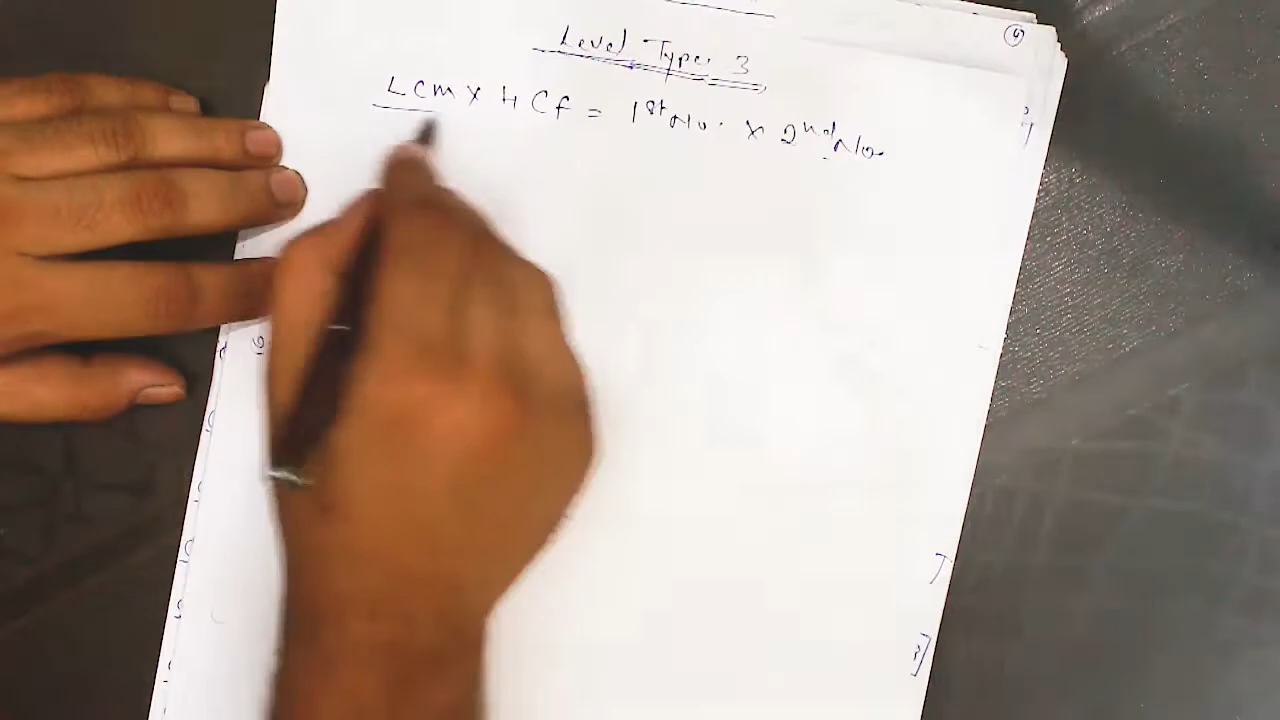 Level Type 3
LCM x HCf = 1st No. x 2nd No.